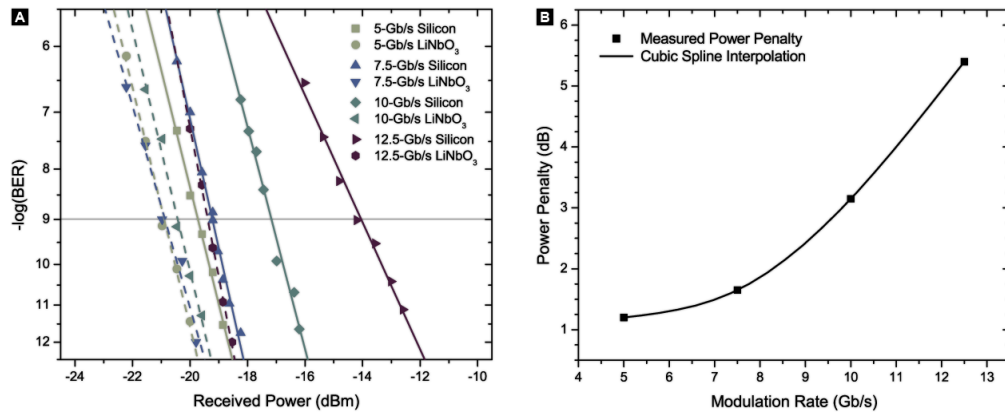 A
5-Gb/s Silicon
5-Gb/s LiNbO3
7.5-Gb/s Silicon
7.5-Gb/s LiNbO3
10-Gb/s Silicon
10-Gb/s LiNbO3
12.5-Gb/s Silicon
12.5-Gb/s LiNbO3
-log(BER)
6
7
8
9
10
11
12
-24 -22 -20 -18 -16 -14 -12 -10
Received Power (dBm)
B
Measured Power Penalty
Cubic Spline Interpolation
Power Penalty (dB)
6
5
4
3
2
1
4 5 6 7 8 9 10 11 12 13
Modulation Rate (Gb/s)